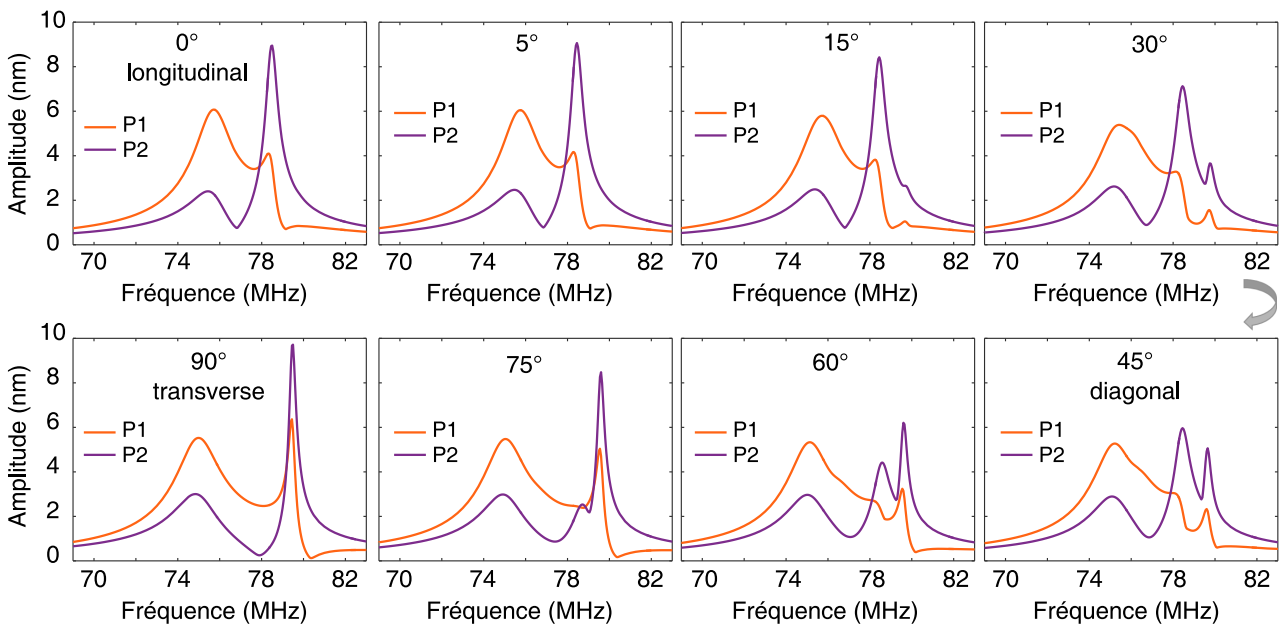 10
8
6
4
2
0
Amplitude (nm)
0°
longitudinal
P1
P2
70 74 78 82
Fréquence (MHz)
5°
P1
P2
70 74 78 82
Fréquence (MHz)
15°
P1
P2
70 74 78 82
Fréquence (MHz)
30°
P1
P2
70 74 78 82
Fréquence (MHz)
10
8
6
4
2
0
Amplitude (nm)
90°
transverse
P1
P2
70 74 78 82
Fréquence (MHz)
75°
P1
P2
70 74 78 82
Fréquence (MHz)
60°
P1
P2
70 74 78 82
Fréquence (MHz)
45°
diagonal
P1
P2
70 74 78 82
Fréquence (MHz)